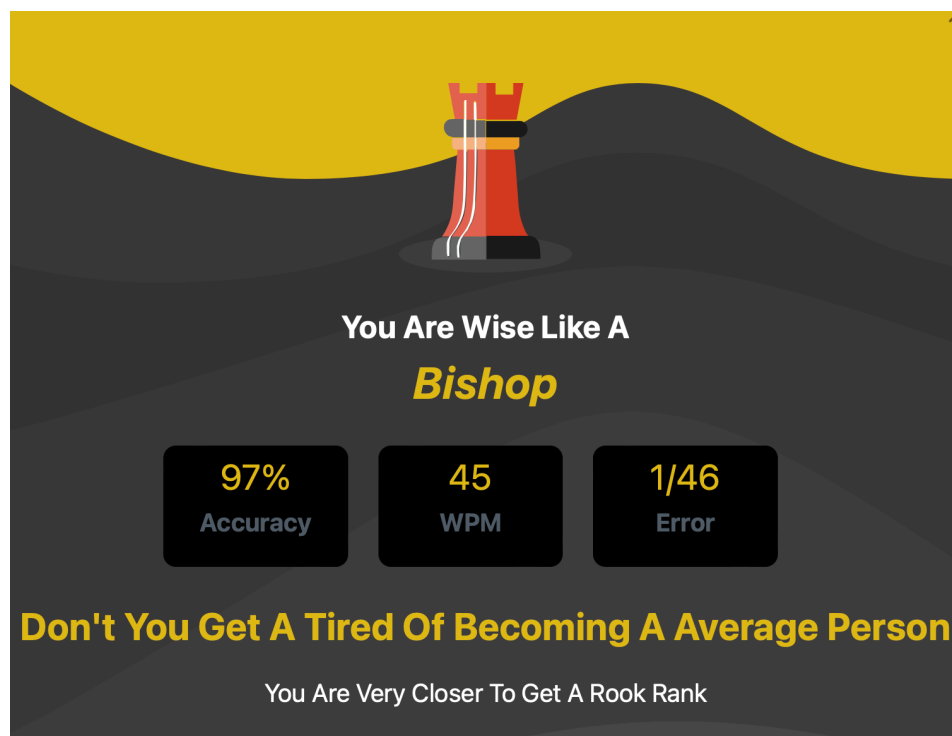 You Are Wise Like A
Bishop
97%
Accuracy
45
WPM
1/46
Error
Don't You Get A Tired Of Becoming A Average Person
You Are Very Closer To Get A Rook Rank